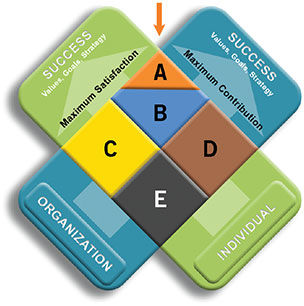 SUCCESS
Values, Goals, Strategy
Maximum Satisfaction
SUCCESS
Values, Goals, Strategy
Maximum Contribution
A
B
C
D
E
ORGANIZATION
INDIVIDUAL